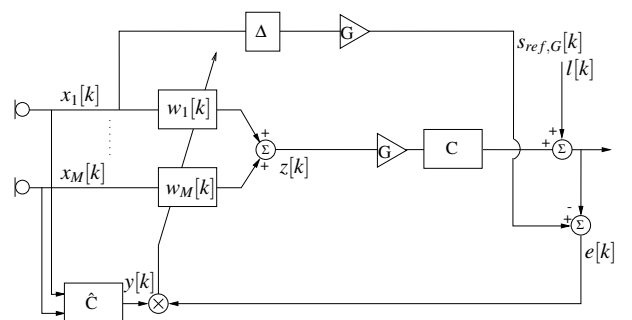 Δ
G
s_{ref,G}[k]
l[k]
x_1[k]
w_1[k]
+
+
+
Σ
z[k]
G
C
+
Σ
+
x_M[k]
w_M[k]
-
+
Σ
e[k]
Ĉ
y[k]
×